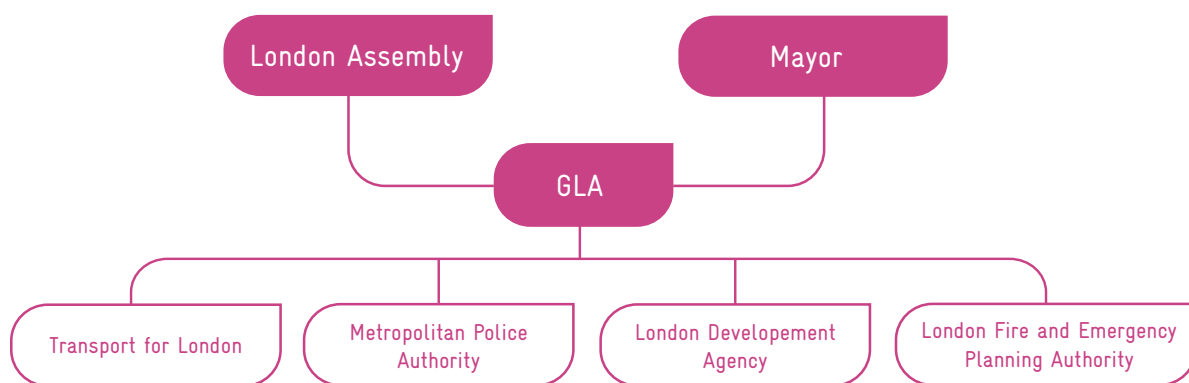 London Assembly
Mayor
GLA
Transport for London
Metropolitan Police
Authority
London Developement
Agency
London Fire and Emergency
Planning Authority